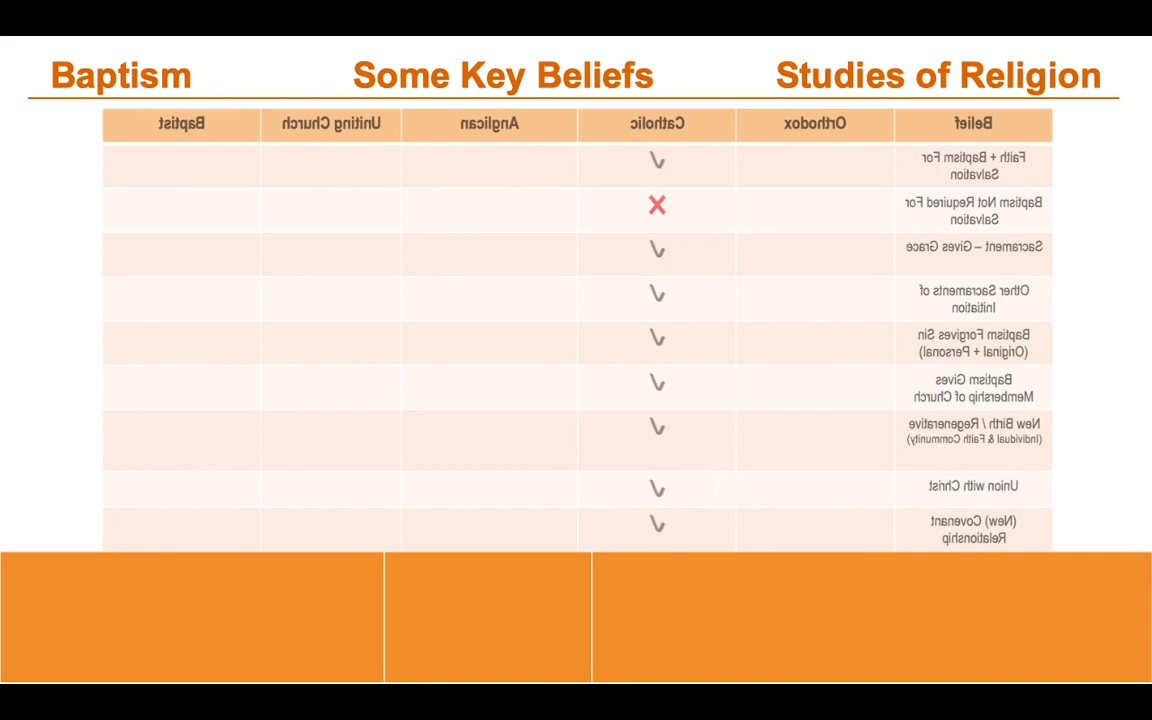 Baptism Some Key Beliefs Studies of Religion
Belief Orthodox Catholic Anglican Uniting Church Baptist
Faith + Baptism For
Salvation
Baptism Not Required For
Salvation
Sacrament – Gives Grace
Other Sacraments of
Initiation
Baptism Forgives Sin
(Original + Personal)
Baptism Gives
Membership of Church
New Birth / Regenerative
(Individual & Faith Community)
Union with Christ
(New) Covenant
Relationship